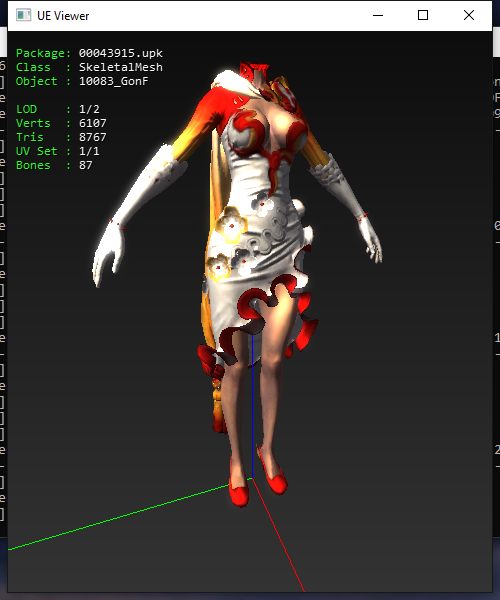 UE Viewer
Package: 00043915.upk
Class  : SkeletalMesh
Object : 10083_GonF
LOD    : 1/2
Verts  : 6107
Tris   : 8767
UV Set : 1/1
Bones  : 87